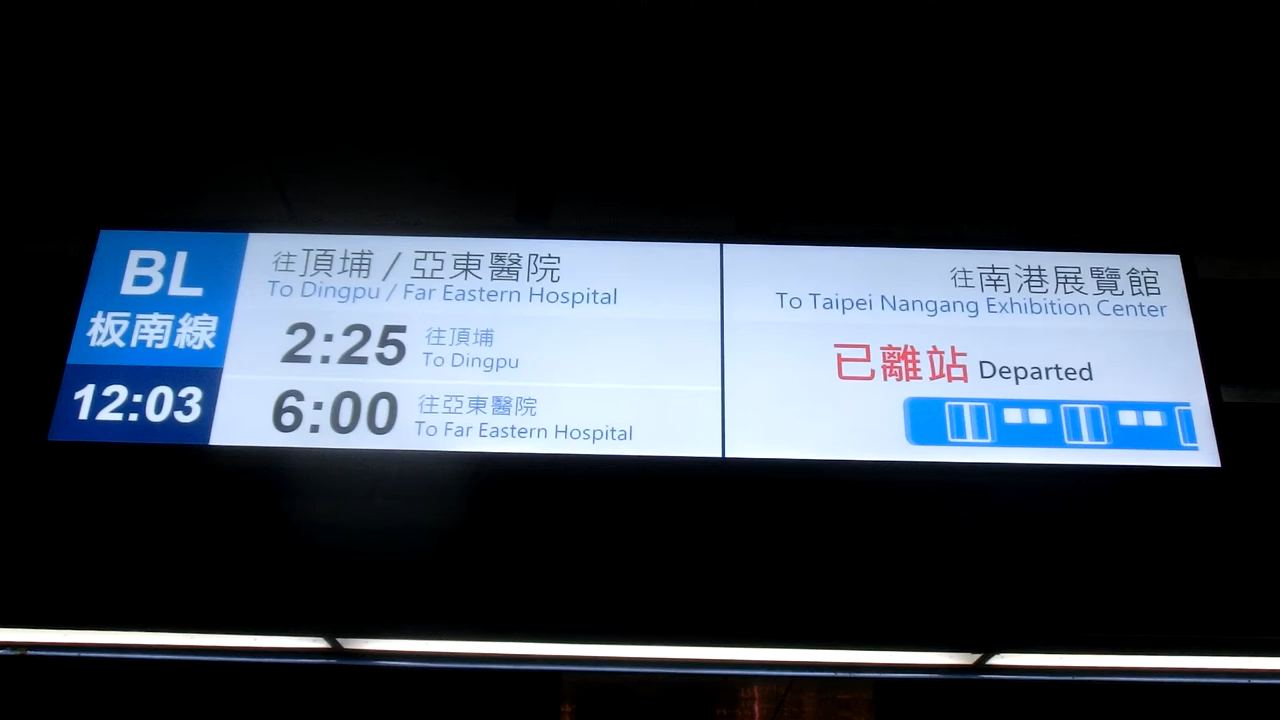 BL
板南線
12:03
往頂埔 / 亞東醫院
To Dingpu / Far Eastern Hospital
2:25 往頂埔
To Dingpu
6:00 往亞東醫院
To Far Eastern Hospital
往南港展覽館
To Taipei Nangang Exhibition Center
已離站 Departed